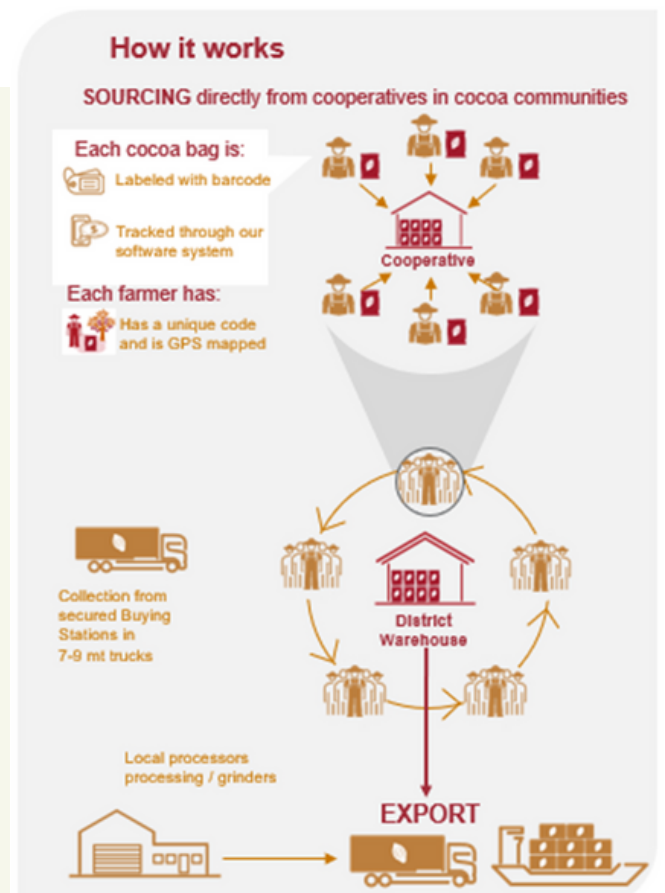 How it works
SOURCING directly from cooperatives in cocoa communities
Each cocoa bag is:
Labeled with barcode
Tracked through our
software system
Cooperative
Each farmer has:
Has a unique code
and is GPS mapped
District
Warehouse
Collection from
secured Buying
Stations in
7-9 mt trucks
Local processors
processing / grinders
EXPORT